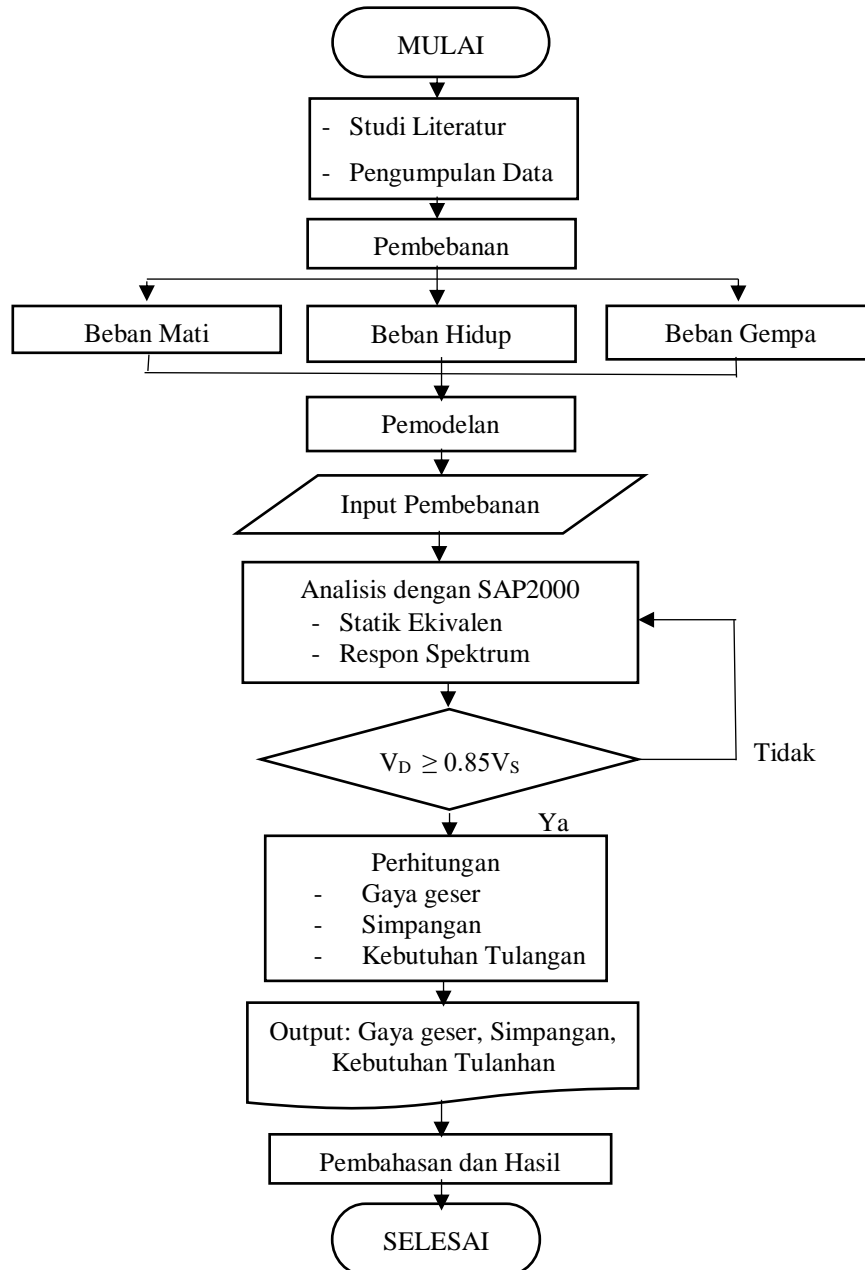 MULAI
- Studi Literatur
- Pengumpulan Data
Pembebanan
Beban Mati
Beban Hidup
Beban Gempa
Pemodelan
Input Pembebanan
Analisis dengan SAP2000
- Statik Ekivalen
- Respon Spektrum
V_D ≥ 0.85V_S
Tidak
Ya
Perhitungan
- Gaya geser
- Simpangan
- Kebutuhan Tulangan
Output: Gaya geser, Simpangan,
Kebutuhan Tulanhan
Pembahasan dan Hasil
SELESAI